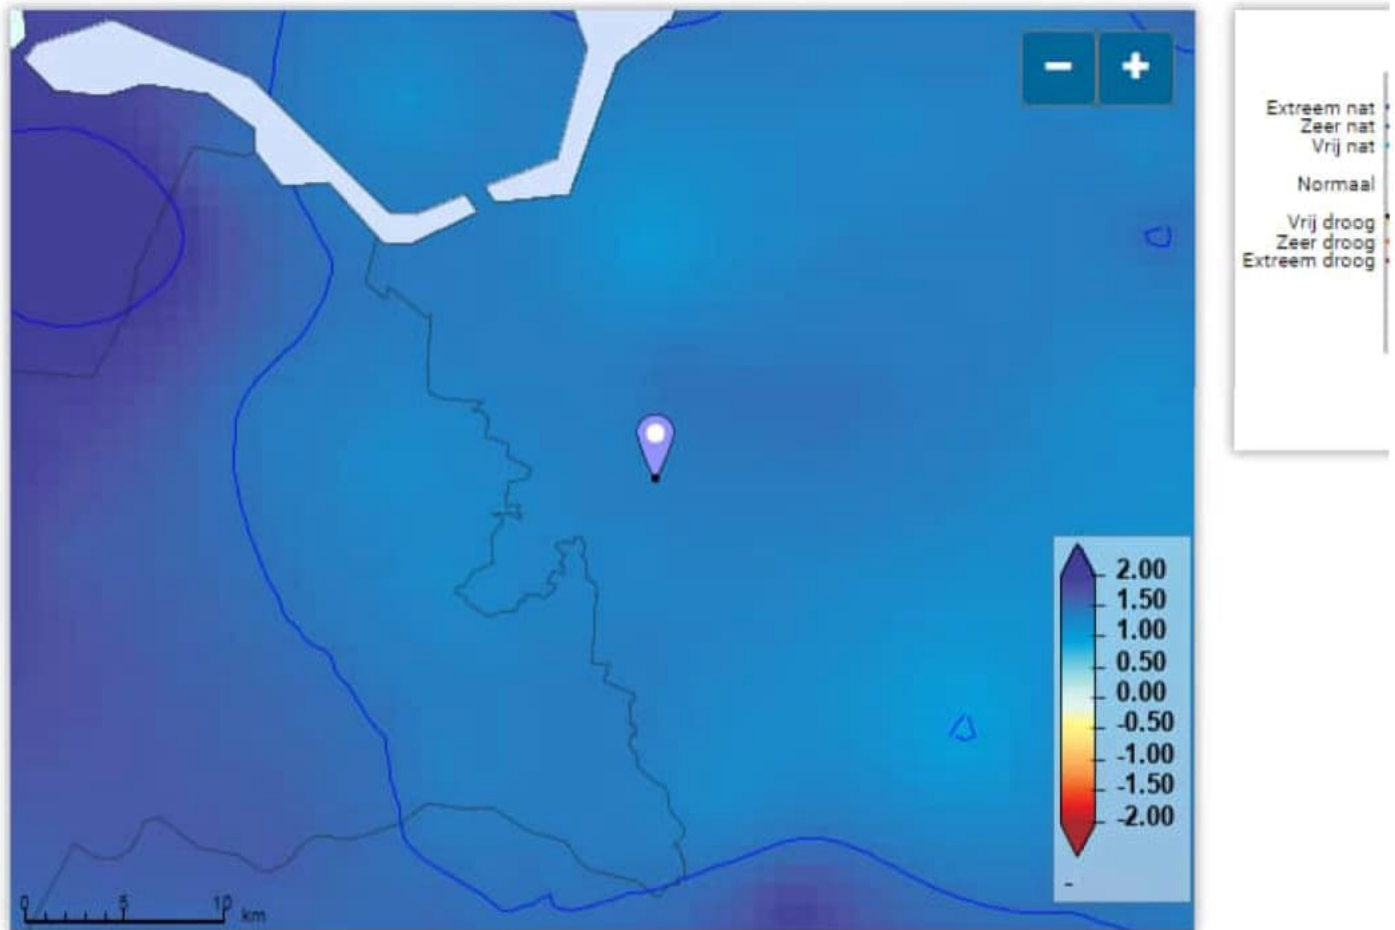 − +
Extreem nat
Zeer nat
Vrij nat
Normaal
Vrij droog
Zeer droog
Extreem droog
2.00
1.50
1.00
0.50
0.00
-0.50
-1.00
-1.50
-2.00
-
0 5 10 km